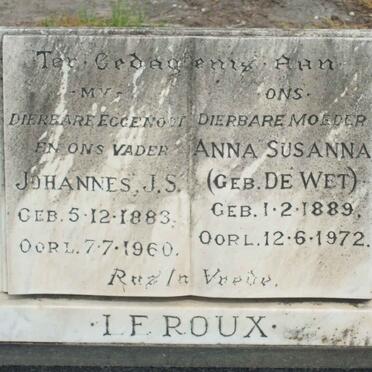 Ter Gedagtenis Aan
MY
DIERBARE EGGENOOT
EN ONS VADER
JOHANNES. J.S.
GEB. 5·12·1883.
OORL. 7·7·1960.
ONS
DIERBARE MOEDER
ANNA SUSANNA
(GEB. DE WET)
GEB. 1·2·1889.
OORL. 12·6·1972.
Rus In Vrede.
·LE ROUX·